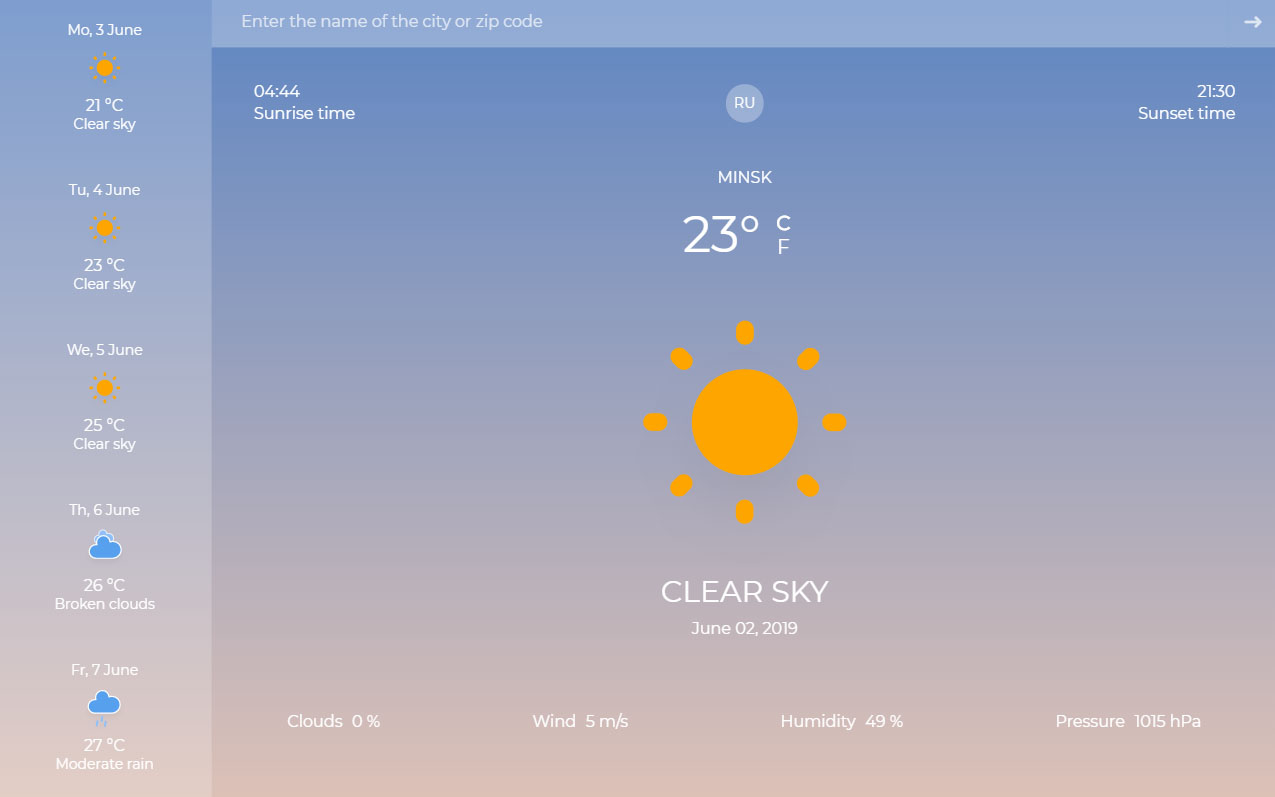 Mo, 3 June
21 °C
Clear sky
Tu, 4 June
23 °C
Clear sky
We, 5 June
25 °C
Clear sky
Th, 6 June
26 °C
Broken clouds
Fr, 7 June
27 °C
Moderate rain
Enter the name of the city or zip code
04:44
Sunrise time
RU
21:30
Sunset time
MINSK
23° C
F
CLEAR SKY
June 02, 2019
Clouds 0 % Wind 5 m/s Humidity 49 % Pressure 1015 hPa